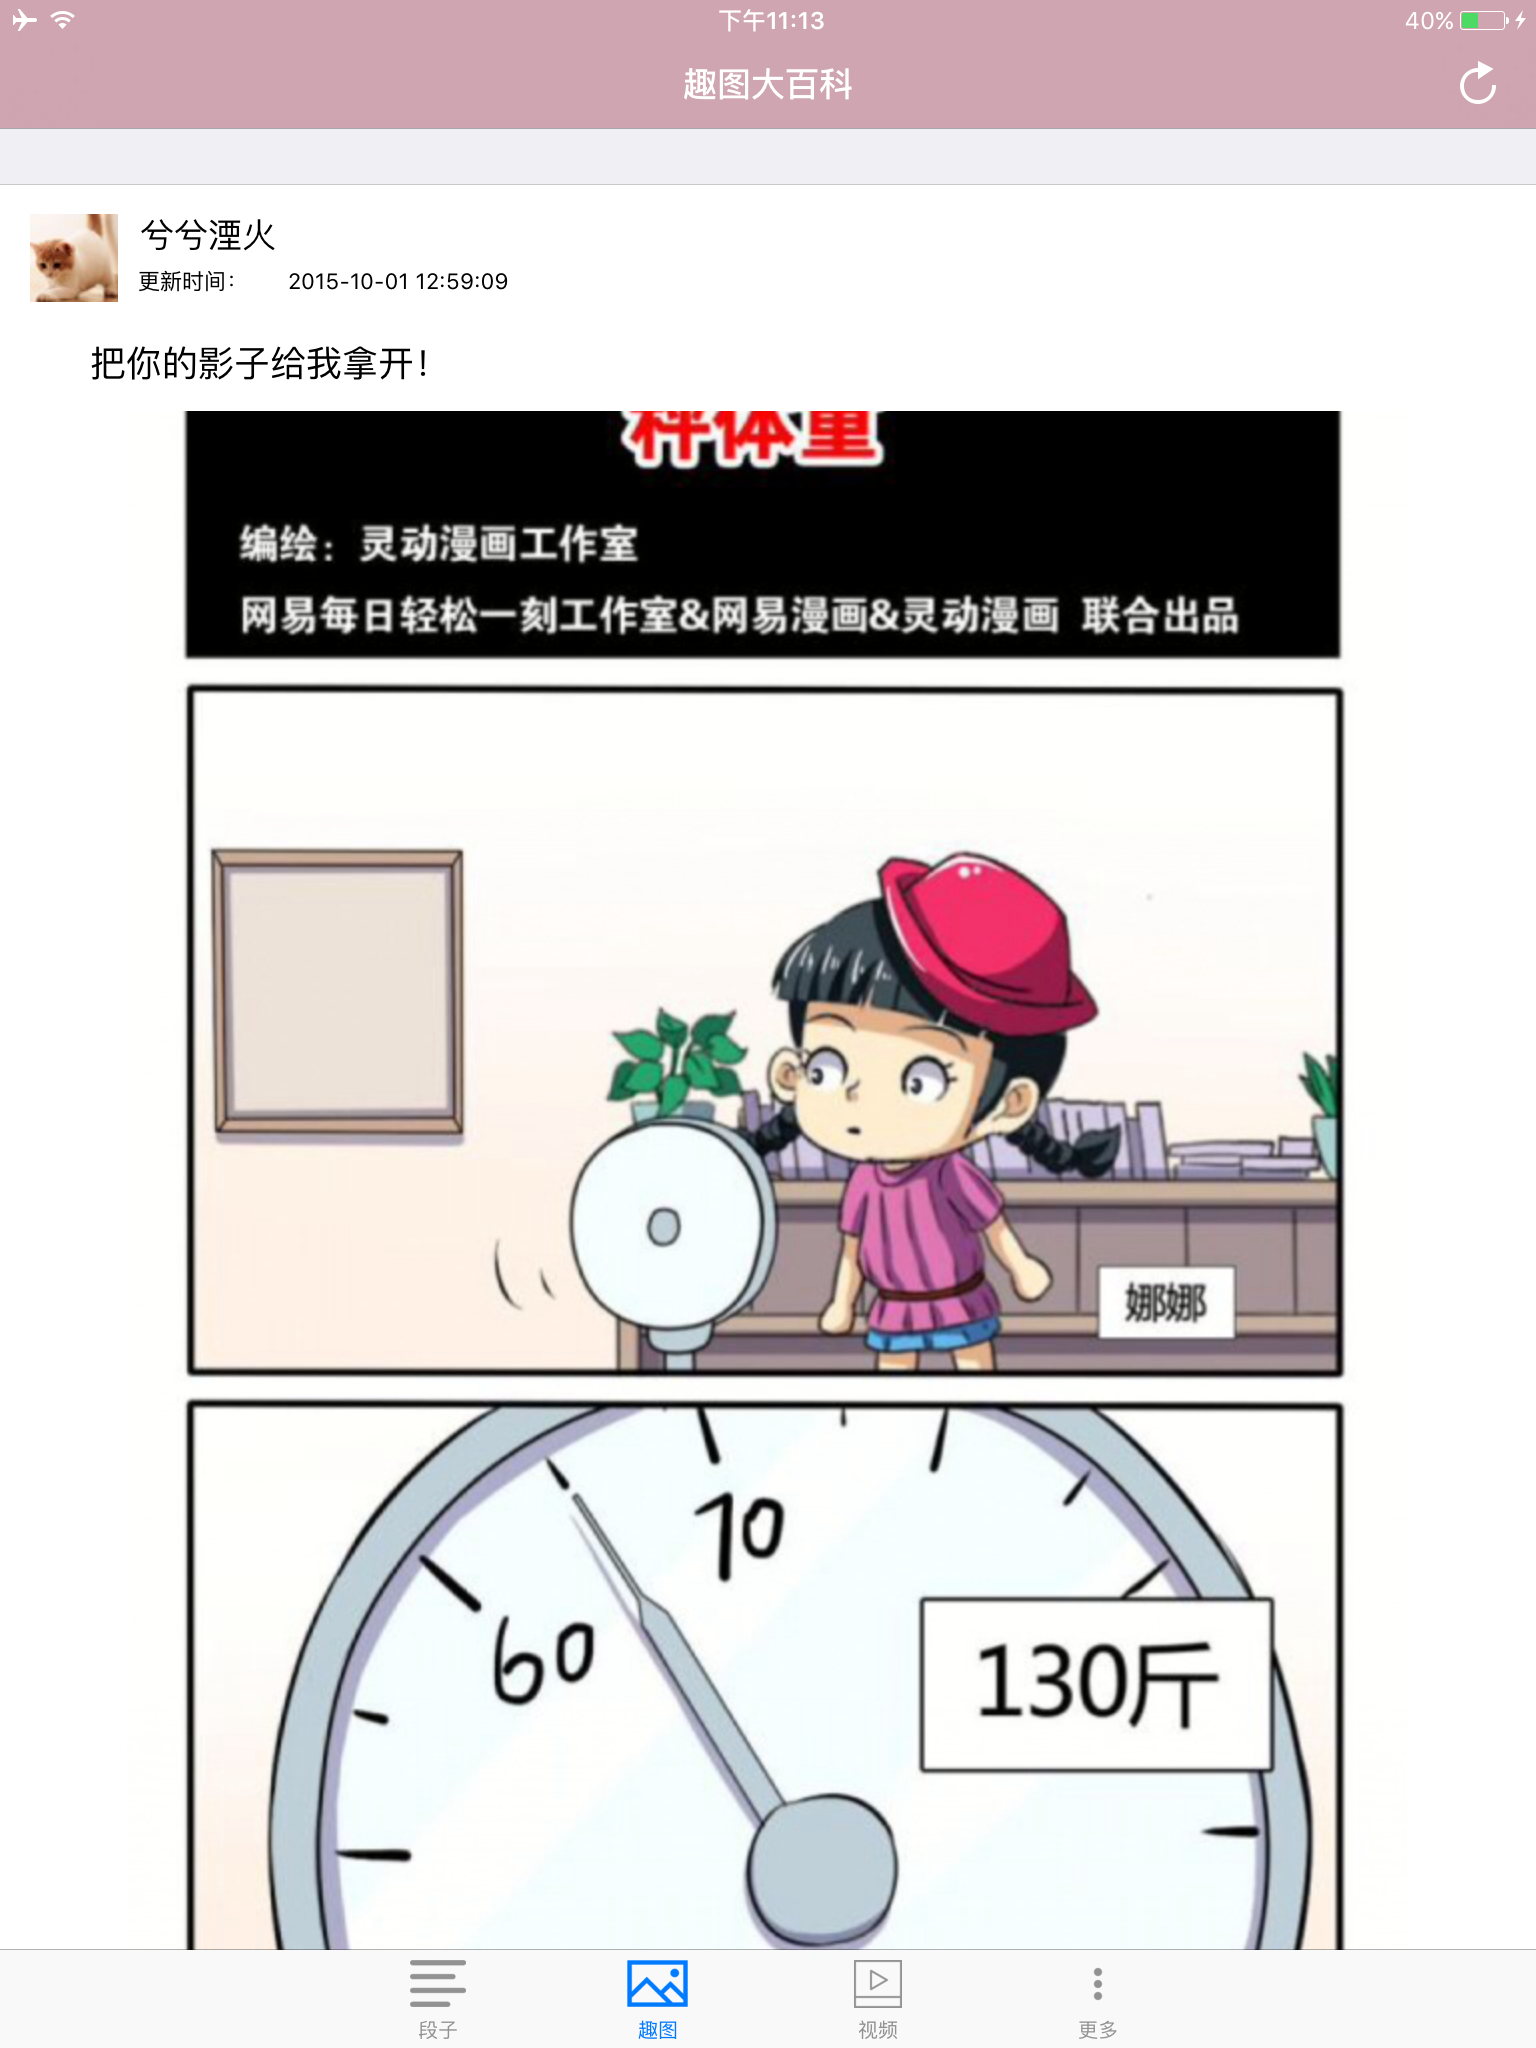 下午11:13
40%
趣图大百科
兮兮湮火
更新时间： 2015-10-01 12:59:09
把你的影子给我拿开！
秤体重
编绘：灵动漫画工作室
网易每日轻松一刻工作室&网易漫画&灵动漫画 联合出品
娜娜
70
60
130斤
段子
趣图
视频
更多